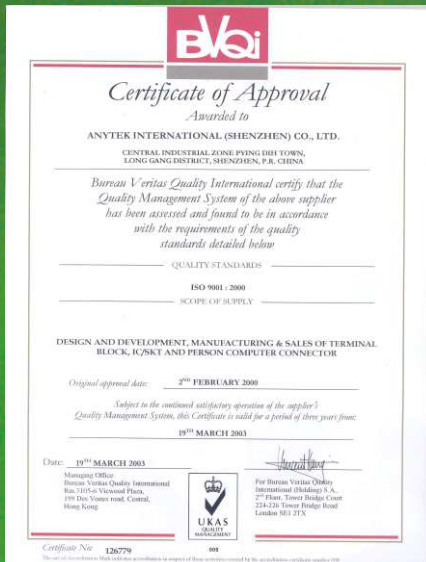 BVQi
Certificate of Approval
Awarded to
ANYTEK INTERNATIONAL (SHENZHEN) CO., LTD.
CENTRAL INDUSTRIAL ZONE PYING DIH TOWN,
LONG GANG DISTRICT, SHENZHEN, P.R. CHINA
Bureau Veritas Quality International certify that the
Quality Management System of the above supplier
has been assessed and found to be in accordance
with the requirements of the quality
standards detailed below
QUALITY STANDARDS
ISO 9001 : 2000
SCOPE OF SUPPLY
DESIGN AND DEVELOPMENT, MANUFACTURING & SALES OF TERMINAL
BLOCK, IC/SKT AND PERSON COMPUTER CONNECTOR
Original approval date: 2ND FEBRUARY 2000
Subject to the continued satisfactory operation of the supplier's
Quality Management System, this Certificate is valid for a period of three years from:
19TH MARCH 2003
Date: 19TH MARCH 2003
Managing Office
Bureau Veritas Quality International
Rm.3105-6 Vicwood Plaza,
199 Des Voeux road, Central,
Hong Kong
UKAS
QUALITY
MANAGEMENT
008
For Bureau Veritas Quality
International (Holding) S.A.,
2nd Floor, Tower Bridge Court
224-226 Tower Bridge Road
London SE1 2TX
Certificate No: 126779